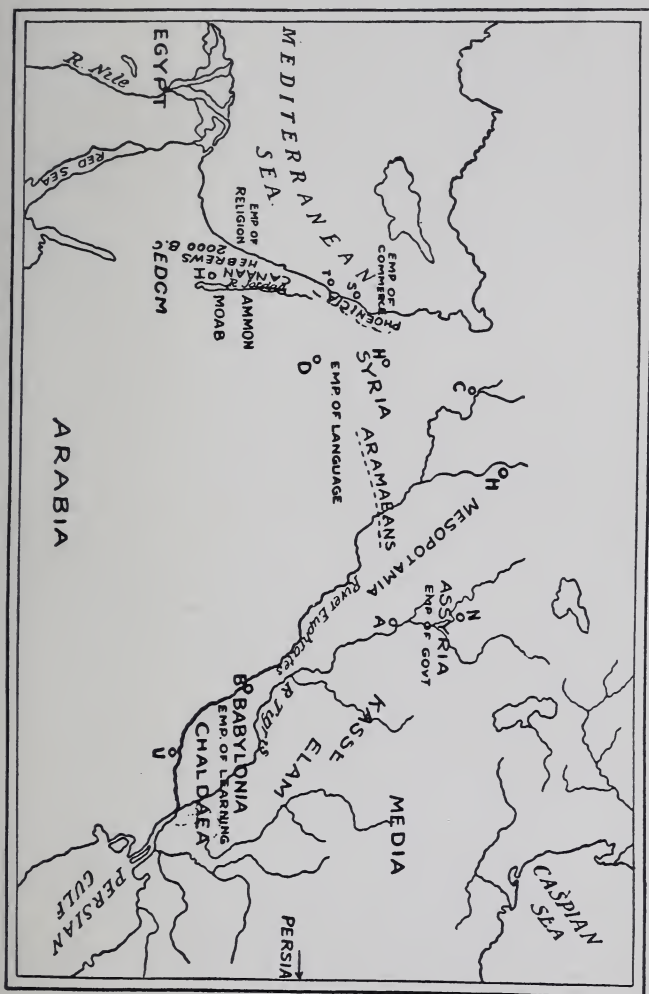 MEDITERRANEAN
SEA.
EGYPT
R. Nile
RED SEA
EMP OF
RELIGION
HEBREWS
2000 B.C
CANAAN
H
EDCM
MOAB
AMMON
EMP OF
COMMERCE
PHOENICIA
S
T
H
SYRIA
D
EMP. OF LANGUAGE
ARAMAEANS
C
H
MESOPOTAMIA
ASSYRIA
EMP OF GOVT
N
A
River Euphrates
R Tigris
KASSE
ELAM
MEDIA
B
BABYLONIA
EMP. OF LEARNING
CHALDAEA
U
ARABIA
PERSIAN
GULF
PERSIA
CASPIAN
SEA